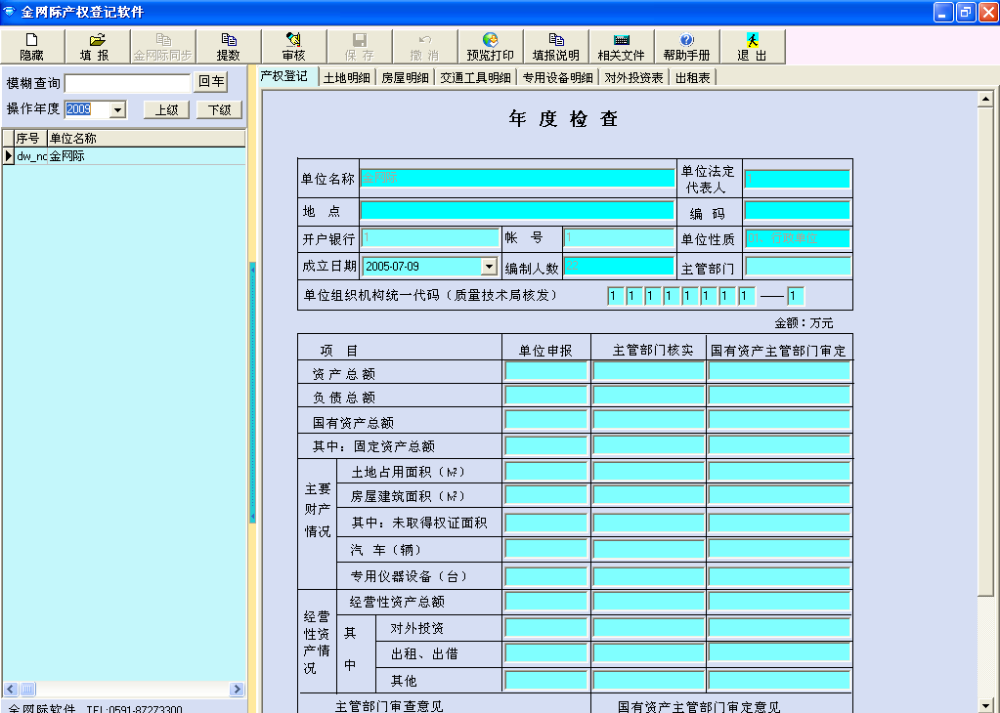 金网际产权登记软件
隐藏 填 报 金网际同步 提数 审核 保 存 撤 消 预览打印 填报说明 相关文件 帮助手册 退 出
模糊查询 回车
操作年度 2009 上级 下级
序号 单位名称
dw_nc 金网际
金网际软件 TEL:0591-87273300
产权登记 土地明细 房屋明细 交通工具明细 专用设备明细 对外投资表 出租表
年 度 检 查
单位名称 金网际 单位法定代表人
地 点 编 码
开户银行 1 帐 号 1 单位性质 01. 行政单位
成立日期 2005-07-09 编制人数 主管部门
单位组织机构统一代码（质量技术局核发） 1 1 1 1 1 1 1 1 — 1
金额：万元
项 目 单位申报 主管部门核实 国有资产主管部门审定
资 产 总 额
负 债 总 额
国有资产总额
其中: 固定资产总额
主要财产情况
土地占用面积（M²）
房屋建筑面积（M²）
其中: 未取得权证面积
汽 车（辆）
专用仪器设备（台）
经营性资产情况
经营性资产总额
其中
对外投资
出租、出借
其他
主管部门审查意见 国有资产主管部门审定意见